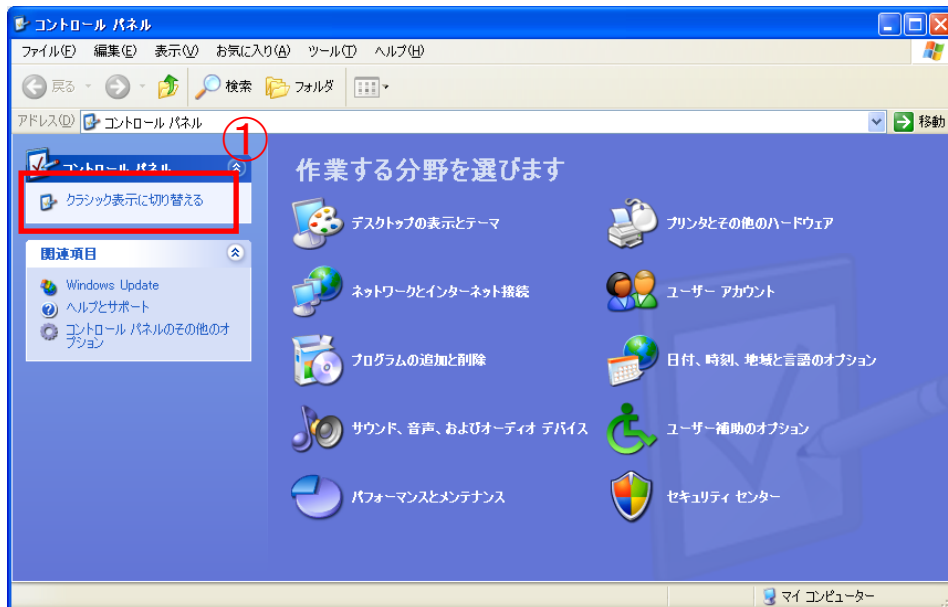 コントロール パネル
ファイル(F) 編集(E) 表示(V) お気に入り(A) ツール(T) ヘルプ(H)
戻る 検索 フォルダ
アドレス(D) コントロール パネル 移動
①
コントロール パネル
クラシック表示に切り替える
関連項目
Windows Update
ヘルプとサポート
コントロール パネルのその他のオ
プション
作業する分野を選びます
デスクトップの表示とテーマ
プリンタとその他のハードウェア
ネットワークとインターネット接続
ユーザー アカウント
プログラムの追加と削除
日付、時刻、地域と言語のオプション
サウンド、音声、およびオーディオ デバイス
ユーザー補助のオプション
パフォーマンスとメンテナンス
セキュリティ センター
マイ コンピューター